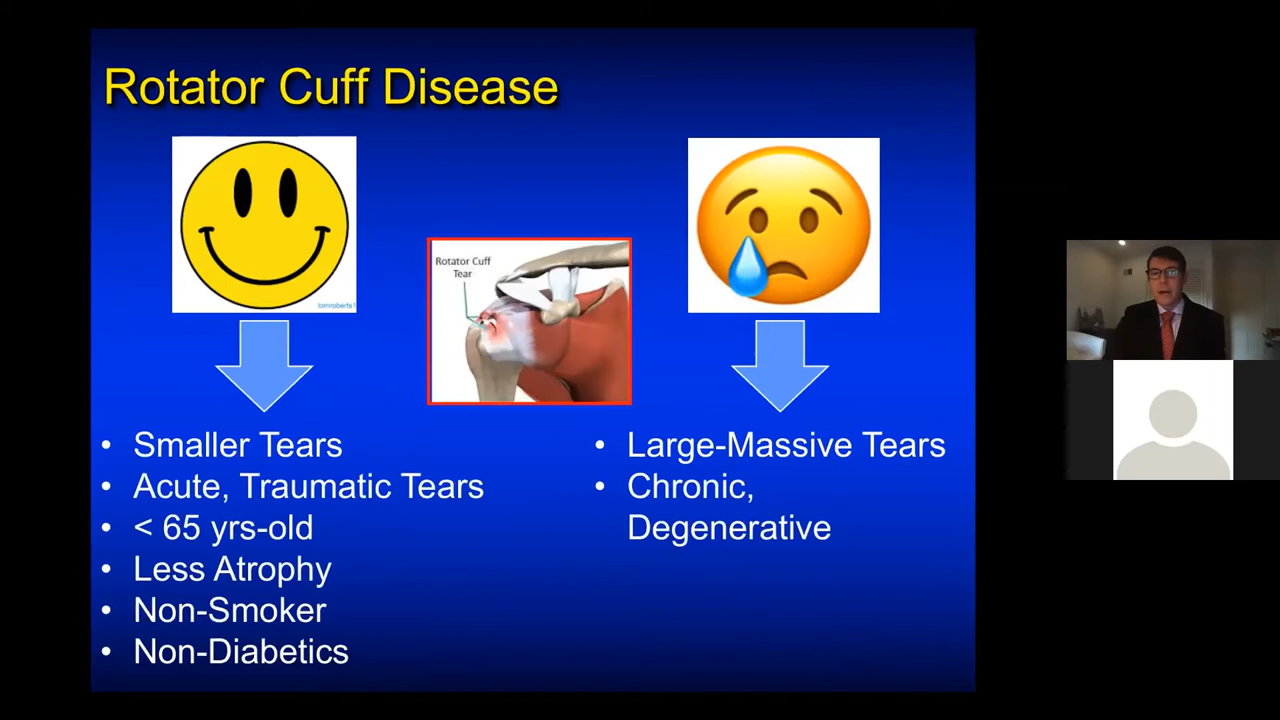 Rotator Cuff Disease
tomroberts1
Rotator Cuff
Tear
• Smaller Tears
• Acute, Traumatic Tears
• < 65 yrs-old
• Less Atrophy
• Non-Smoker
• Non-Diabetics
• Large-Massive Tears
• Chronic,
Degenerative